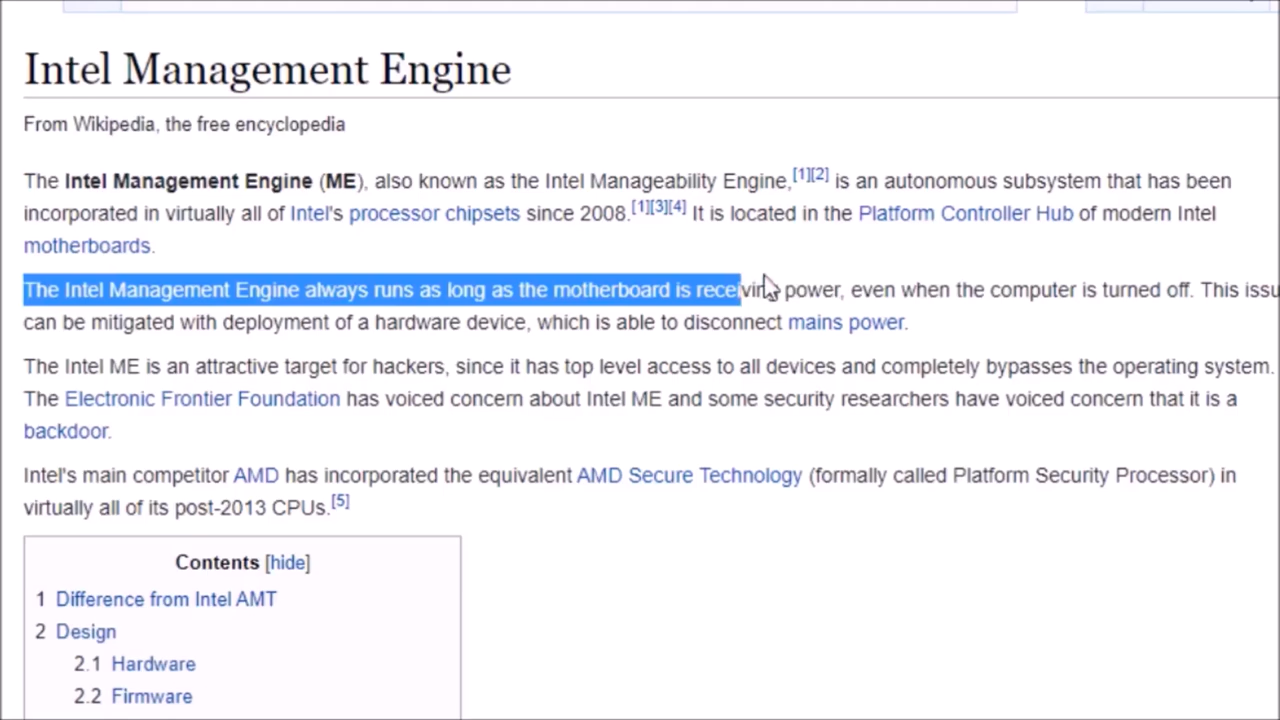 Intel Management Engine
From Wikipedia, the free encyclopedia
The Intel Management Engine (ME), also known as the Intel Manageability Engine,[1][2] is an autonomous subsystem that has been
incorporated in virtually all of Intel's processor chipsets since 2008.[1][3][4] It is located in the Platform Controller Hub of modern Intel
motherboards.
The Intel Management Engine always runs as long as the motherboard is receiving power, even when the computer is turned off. This issu
can be mitigated with deployment of a hardware device, which is able to disconnect mains power.
The Intel ME is an attractive target for hackers, since it has top level access to all devices and completely bypasses the operating system.
The Electronic Frontier Foundation has voiced concern about Intel ME and some security researchers have voiced concern that it is a
backdoor.
Intel's main competitor AMD has incorporated the equivalent AMD Secure Technology (formally called Platform Security Processor) in
virtually all of its post-2013 CPUs.[5]
Contents [hide]
1 Difference from Intel AMT
2 Design
2.1 Hardware
2.2 Firmware